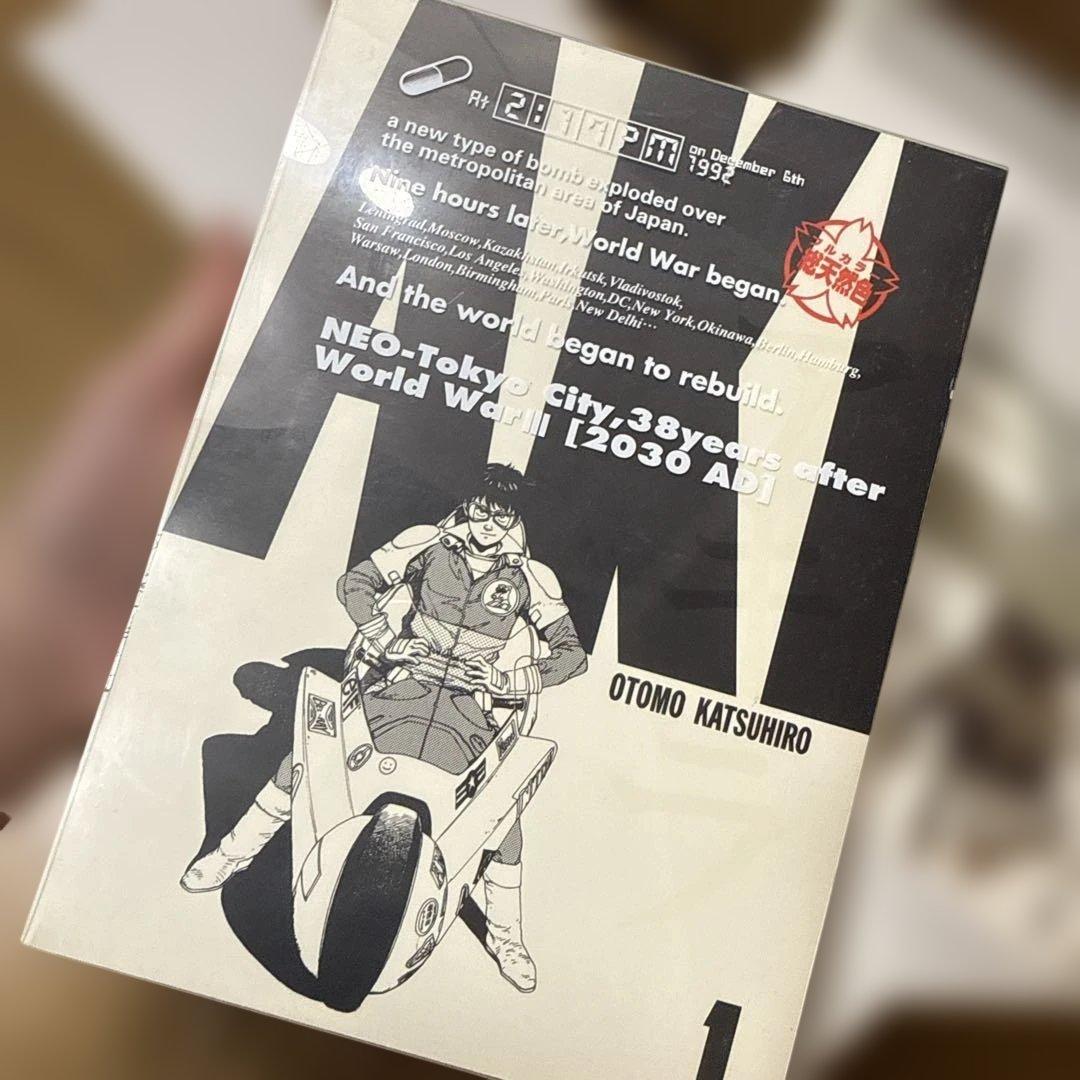 At 2:17PM on December 6th
1992
a new type of bomb exploded over
the metropolitan area of Japan.
Nine hours later,World War began.
Leningrad,Moscow,Kazakhstan,Irkutsk,Vladivostok,
San Francisco,Los Angeles,Washington,DC,New York,Okinawa,Berlin,Hamburg,
Warsaw,London,Birmingham,Paris,New Delhi…
And the world began to rebuild.
NEO-Tokyo City,38years after
World WarIII [2030 AD]
フルカラー
総天然色
OTOMO KATSUHIRO
1